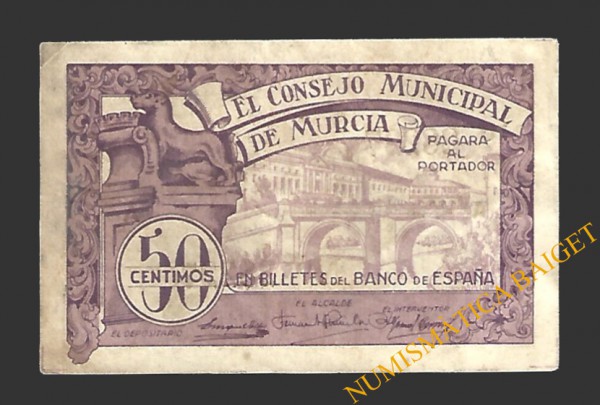 EL CONSEJO MUNICIPAL
DE MURCIA
PAGARA
AL
PORTADOR
50
CENTIMOS
EN BILLETES DEL BANCO DE ESPAÑA
EL DEPOSITARIO
EL ALCALDE
EL INTERVENTOR
NUMISMÁTICA BAIGET